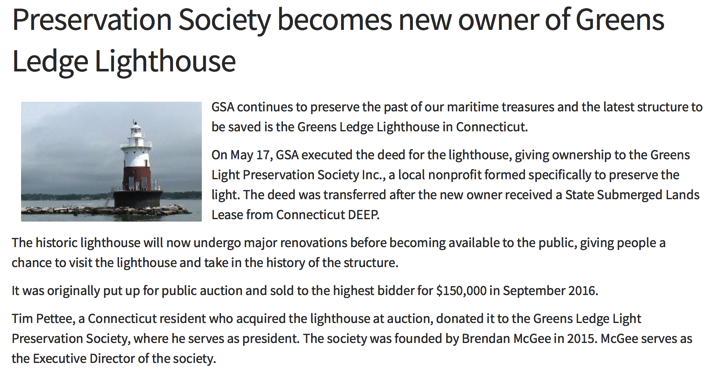 Preservation Society becomes new owner of Greens
Ledge Lighthouse
GSA continues to preserve the past of our maritime treasures and the latest structure to
be saved is the Greens Ledge Lighthouse in Connecticut.
On May 17, GSA executed the deed for the lighthouse, giving ownership to the Greens
Light Preservation Society Inc., a local nonprofit formed specifically to preserve the
light. The deed was transferred after the new owner received a State Submerged Lands
Lease from Connecticut DEEP.
The historic lighthouse will now undergo major renovations before becoming available to the public, giving people a
chance to visit the lighthouse and take in the history of the structure.
It was originally put up for public auction and sold to the highest bidder for $150,000 in September 2016.
Tim Pettee, a Connecticut resident who acquired the lighthouse at auction, donated it to the Greens Ledge Light
Preservation Society, where he serves as president. The society was founded by Brendan McGee in 2015. McGee serves as
the Executive Director of the society.